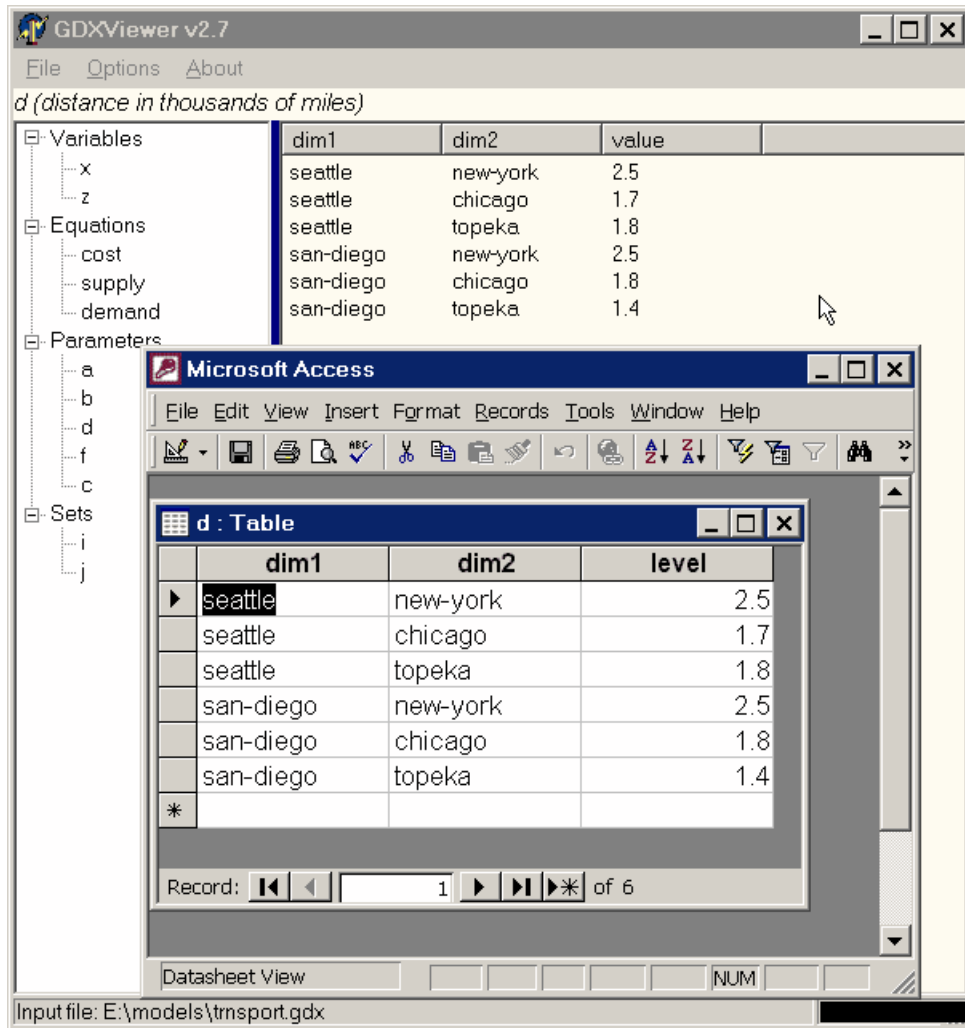 GDXViewer v2.7
File Options About
d (distance in thousands of miles)
Variables
x
z
Equations
cost
supply
demand
Parameters
a
b
d
f
c
Sets
i
j
dim1 dim2 value
seattle new-york 2.5
seattle chicago 1.7
seattle topeka 1.8
san-diego new-york 2.5
san-diego chicago 1.8
san-diego topeka 1.4
Microsoft Access
File Edit View Insert Format Records Tools Window Help
d : Table
dim1 dim2 level
seattle new-york 2.5
seattle chicago 1.7
seattle topeka 1.8
san-diego new-york 2.5
san-diego chicago 1.8
san-diego topeka 1.4
Record: 1 of 6
Datasheet View NUM
Input file: E:\models\trnsport.gdx